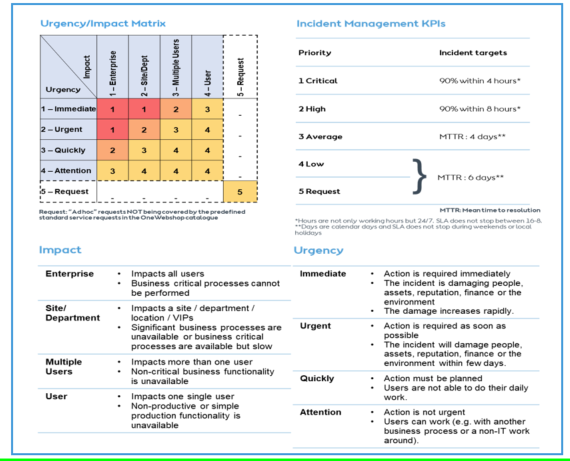 Urgency/Impact Matrix
Impact
Urgency
1 – Enterprise
2 – Site/Dept
3 – Multiple Users
4 – User
5 – Request
1 – Immediate 1 1 2 3 -
2 – Urgent 1 2 3 4 -
3 – Quickly 2 3 4 4 -
4 – Attention 3 4 4 4 -
5 – Request - - - - 5
Request: "Ad hoc" requests NOT being covered by the predefined
standard service requests in the OneWebshop catalogue
Incident Management KPIs
Priority Incident targets
1 Critical 90% within 4 hours*
2 High 90% within 8 hours*
3 Average MTTR : 4 days**
4 Low
} MTTR : 6 days**
5 Request
MTTR: Mean time to resolution
*Hours are not only working hours but 24/7. SLA does not stop between 16-8.
**Days are calendar days and SLA does not stop during weekends or local
holidays
Impact
Enterprise • Impacts all users
• Business critical processes cannot
be performed
Site/
Department • Impacts a site / department /
location / VIPs
• Significant business processes are
unavailable or business critical
processes are available but slow
Multiple
Users • Impacts more than one user
• Non-critical business functionality
is unavailable
User • Impacts one single user
• Non-productive or simple
production functionality is
unavailable
Urgency
Immediate • Action is required immediately
• The incident is damaging people,
assets, reputation, finance or the
environment
• The damage increases rapidly.
Urgent • Action is required as soon as
possible
• The incident will damage people,
assets, reputation, finance or the
environment within few days.
Quickly • Action must be planned
• Users are not able to do their daily
work.
Attention • Action is not urgent
• Users can work (e.g. with another
business process or a non-IT work
around).